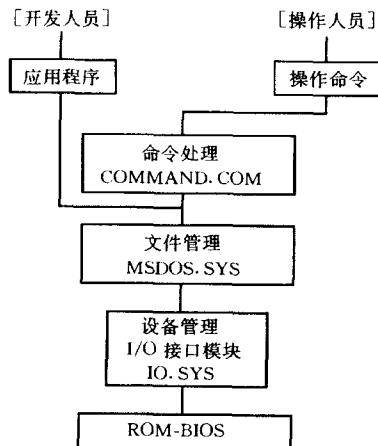 [开发人员]
[操作人员]
应用程序
操作命令
命令处理
COMMAND.COM
文件管理
MSDOS.SYS
设备管理
I/O 接口模块
IO.SYS
ROM-BIOS